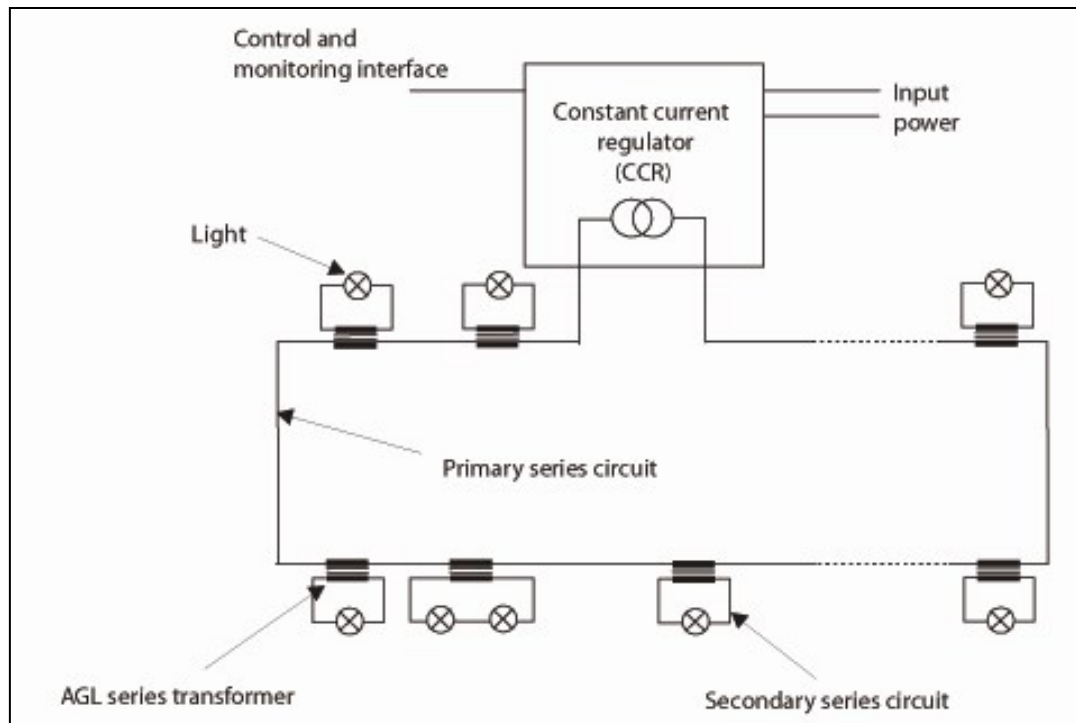 Control and
monitoring interface
Constant current
regulator
(CCR)
Input
power
Light
Primary series circuit
AGL series transformer
Secondary series circuit